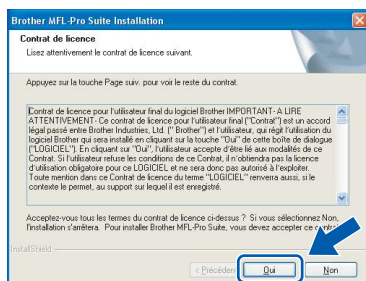 Brother MFL-Pro Suite Installation
Contrat de licence
Lisez attentivement le contrat de licence suivant.
Appuyez sur la touche Page suiv. pour voir le reste du contrat.
Contrat de licence pour l'utilisateur final du logiciel Brother IMPORTANT- A LIRE
ATTENTIVEMENT- Ce contrat de licence pour l'utilisateur final ("Contrat") est un accord
légal passé entre Brother Industries, Ltd. (" Brother") et l'utilisateur, qui régit l'utilisation du
logiciel Brother qui sera installé en cliquant sur la touche "Oui" de cette boîte de dialogue
("LOGICIEL"). En cliquant sur "Oui", l'utilisateur accepte d'être lié aux modalités de ce
Contrat. Si l'utilisateur refuse les conditions de ce Contrat, il n'obtiendra pas la licence
d'utilisation obligatoire pour ce LOGICIEL et ne sera donc pas autorisé à l'exploiter.
Toute mention dans ce Contrat de licence du terme "LOGICIEL" renverra aussi, si le
contexte le permet, au support sur lequel il est enregistré.
Acceptez-vous tous les termes du contrat de licence ci-dessus ? Si vous sélectionnez Non,
l'installation s'arrêtera. Pour installer Brother MFL-Pro Suite, vous devez accepter ce contrat.
InstallShield
< Précédent
Oui
Non